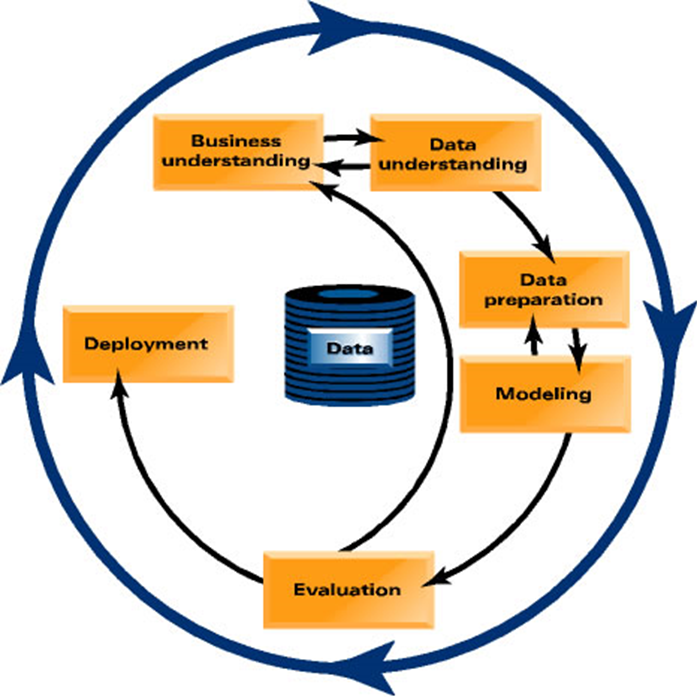 Business
understanding
Data
understanding
Data
preparation
Deployment
Data
Modeling
Evaluation